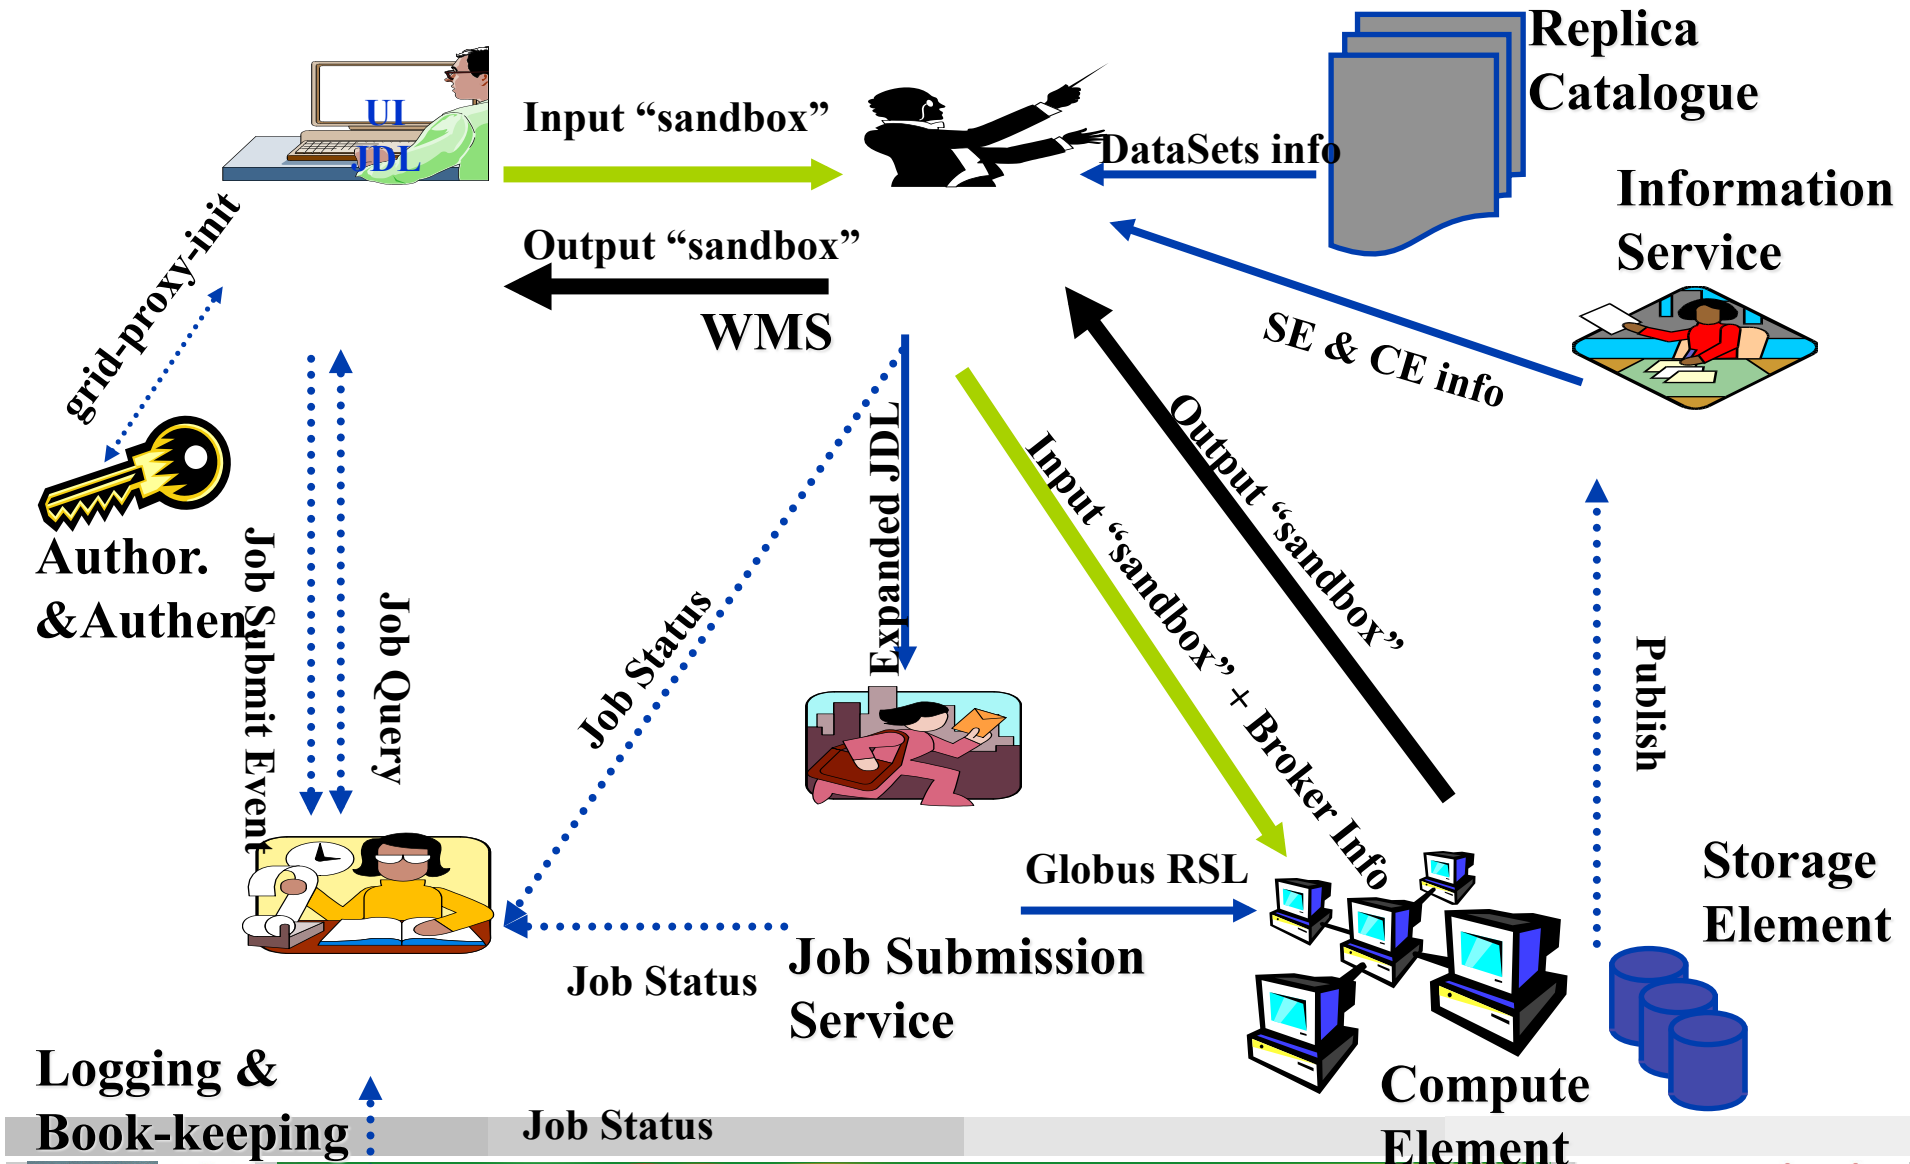 Replica
Catalogue
UI
JDL
Input “sandbox”
DataSets info
Information
Service
grid-proxy-init
Output “sandbox”
WMS
SE & CE info
Author.
&Authen
Job Submit Event
Job Query
Job Status
Expanded JDL
Input “sandbox” + Broker Info
Output “sandbox”
Publish
Globus RSL
Storage
Element
Job Submission
Service
Job Status
Logging &
Book-keeping
Job Status
Compute
Element